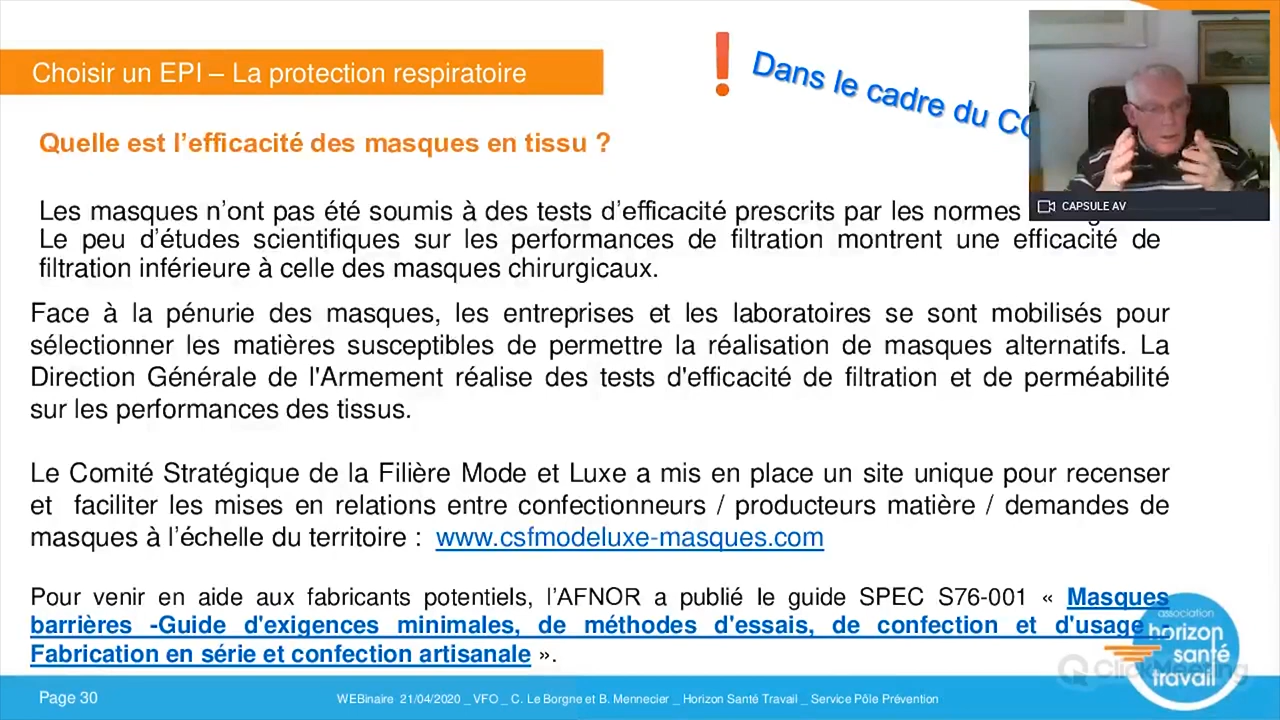 Choisir un EPI – La protection respiratoire
Dans le cadre du
CAPSULE AV
Quelle est l’efficacité des masques en tissu ?
Les masques n’ont pas été soumis à des tests d’efficacité prescrits par les normes
Le peu d’études scientifiques sur les performances de filtration montrent une efficacité de
filtration inférieure à celle des masques chirurgicaux.
Face à la pénurie des masques, les entreprises et les laboratoires se sont mobilisés pour
sélectionner les matières susceptibles de permettre la réalisation de masques alternatifs. La
Direction Générale de l'Armement réalise des tests d'efficacité de filtration et de perméabilité
sur les performances des tissus.
Le Comité Stratégique de la Filière Mode et Luxe a mis en place un site unique pour recenser
et faciliter les mises en relations entre confectionneurs / producteurs matière / demandes de
masques à l’échelle du territoire : www.csfmodeluxe-masques.com
Pour venir en aide aux fabricants potentiels, l’AFNOR a publié le guide SPEC S76-001 « Masques
barrières -Guide d'exigences minimales, de méthodes d'essais, de confection et d'usage -
Fabrication en série et confection artisanale ».
association
horizon
santé
travail
ClickMeeting
Page 30
WEBinaire 21/04/2020 _ VFO _ C. Le Borgne et B. Mennecier _ Horizon Santé Travail _ Service Pôle Prévention